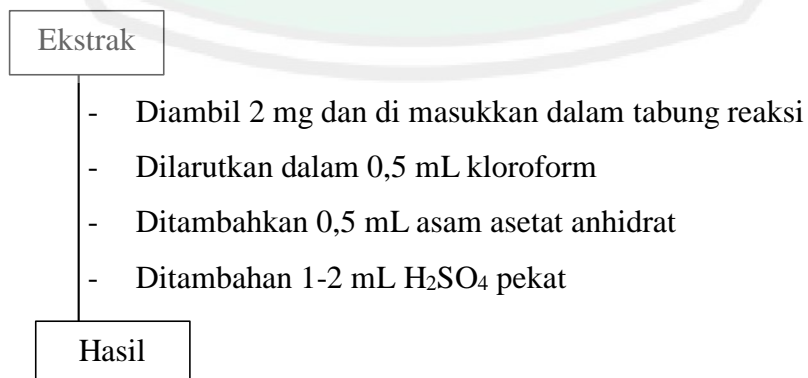 Ekstrak
- Diambil 2 mg dan di masukkan dalam tabung reaksi
- Dilarutkan dalam 0,5 mL kloroform
- Ditambahkan 0,5 mL asam asetat anhidrat
- Ditambahan 1-2 mL H₂SO₄ pekat
Hasil